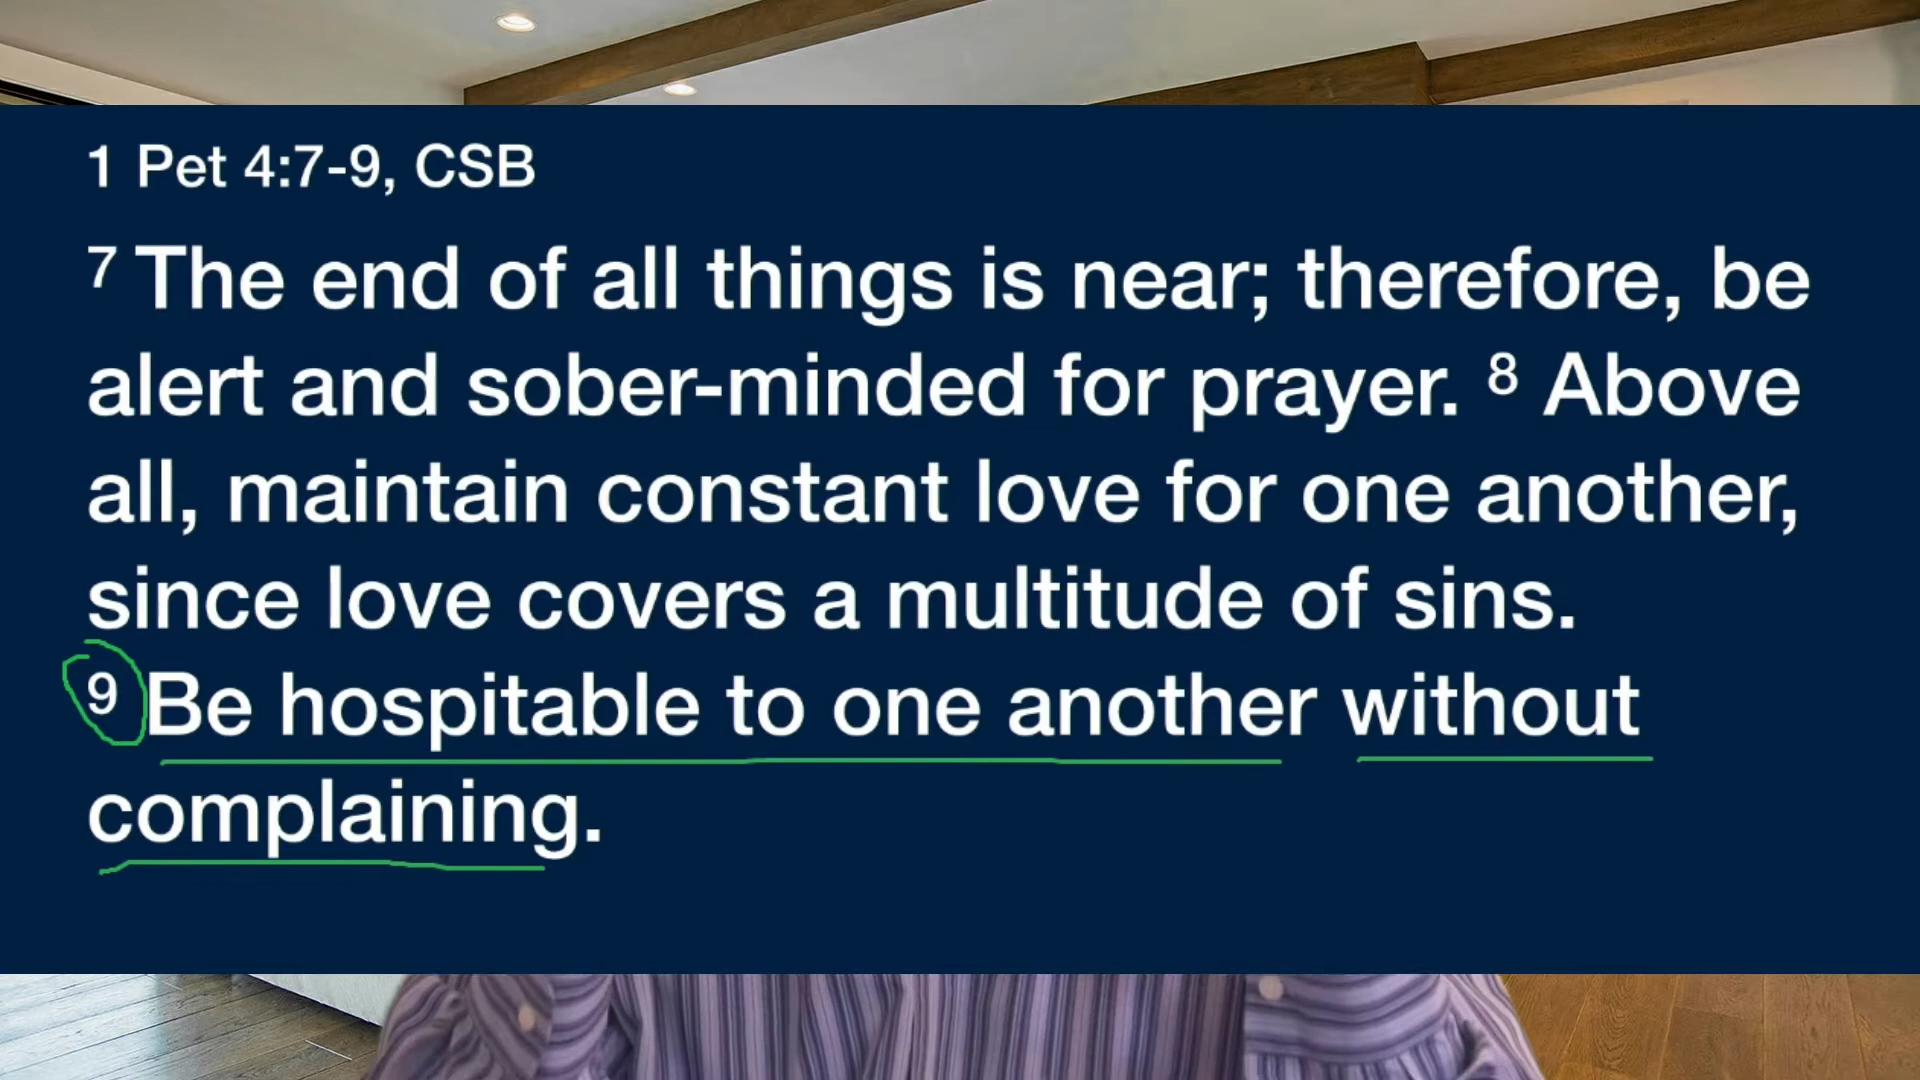 1 Pet 4:7-9, CSB
7 The end of all things is near; therefore, be
alert and sober-minded for prayer. 8 Above
all, maintain constant love for one another,
since love covers a multitude of sins.
9 Be hospitable to one another without
complaining.